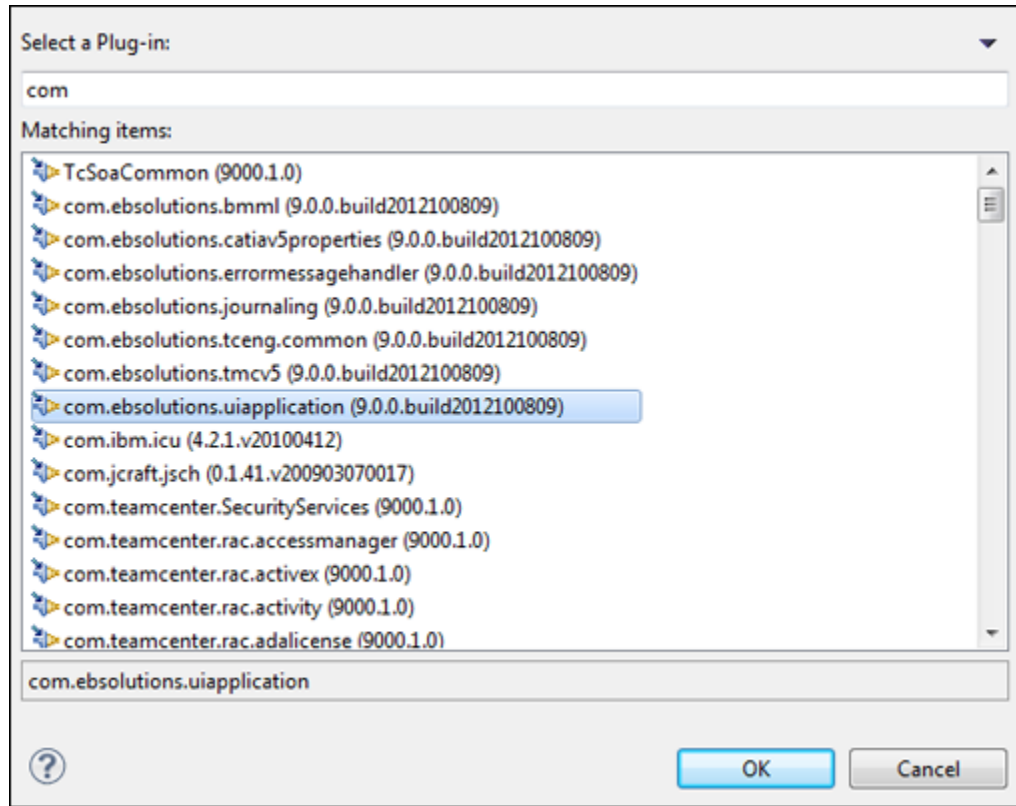 Select a Plug-in:
com
Matching items:
TcSoaCommon (9000.1.0)
com.ebsolutions.bmml (9.0.0.build2012100809)
com.ebsolutions.catiav5properties (9.0.0.build2012100809)
com.ebsolutions.errormessagehandler (9.0.0.build2012100809)
com.ebsolutions.journaling (9.0.0.build2012100809)
com.ebsolutions.tceng.common (9.0.0.build2012100809)
com.ebsolutions.tmcv5 (9.0.0.build2012100809)
com.ebsolutions.uiapplication (9.0.0.build2012100809)
com.ibm.icu (4.2.1.v20100412)
com.jcraft.jsch (0.1.41.v200903070017)
com.teamcenter.SecurityServices (9000.1.0)
com.teamcenter.rac.accessmanager (9000.1.0)
com.teamcenter.rac.activex (9000.1.0)
com.teamcenter.rac.activity (9000.1.0)
com.teamcenter.rac.adalicense (9000.1.0)
com.ebsolutions.uiapplication
? OK Cancel